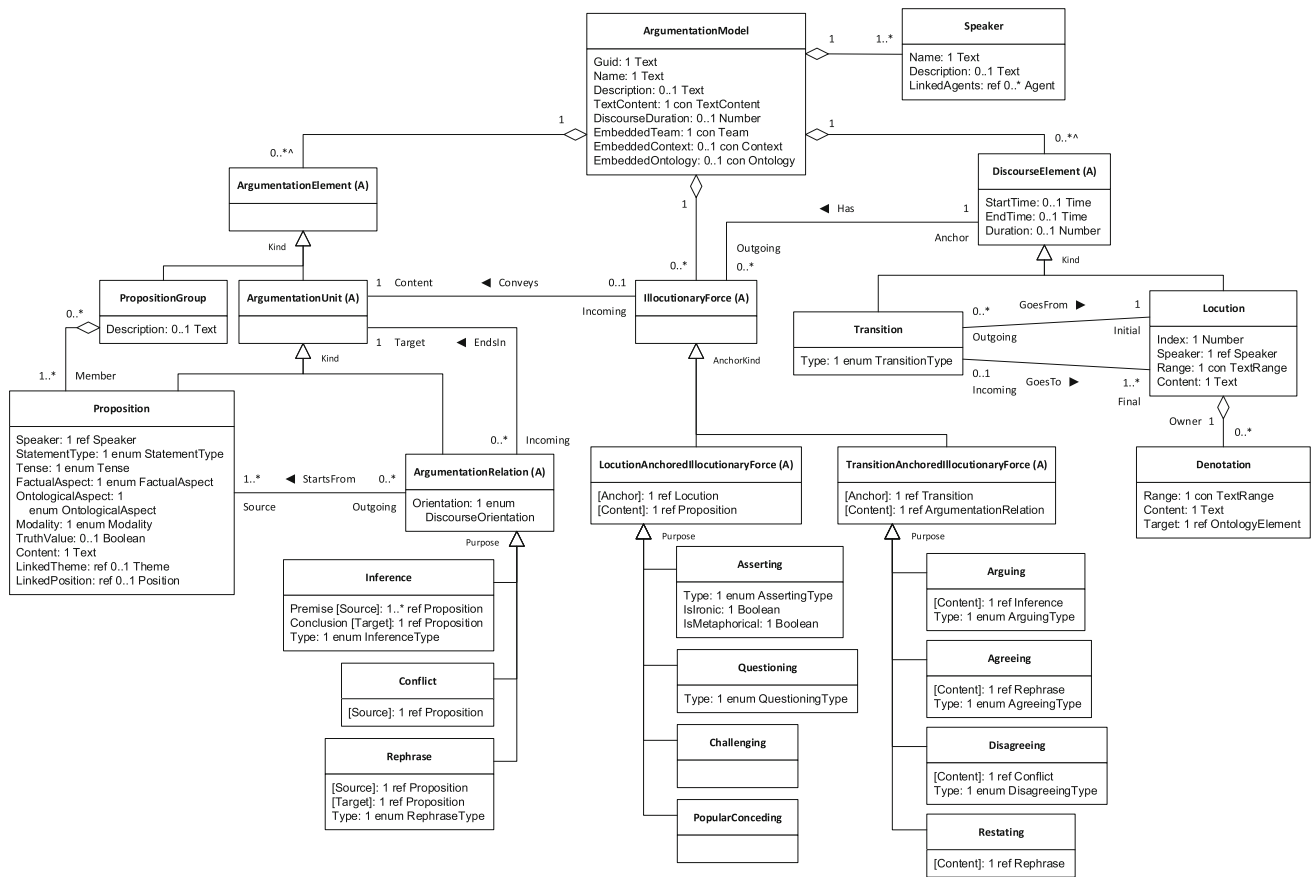 ArgumentationModel
Guid: 1 Text
Name: 1 Text
Description: 0..1 Text
TextContent: 1 con TextContent
DiscourseDuration: 0..1 Number
EmbeddedTeam: 1 con Team
EmbeddedContext: 0..1 con Context
EmbeddedOntology: 0..1 con Ontology
1
1..*
Speaker
Name: 1 Text
Description: 0..1 Text
LinkedAgents: ref 0..* Agent
1
0..*^
1
0..*^
ArgumentationElement (A)
Kind
DiscourseElement (A)
StartTime: 0..1 Time
EndTime: 0..1 Time
Duration: 0..1 Number
Kind
1
0..*
◄ Has
1
Anchor
Outgoing
0..*
PropositionGroup
Description: 0..1 Text
ArgumentationUnit (A)
Kind
1
Content
◄ Conveys
0..1
Incoming
IllocutionaryForce (A)
AnchorKind
1
Target
◄ EndsIn
0..*
Incoming
Transition
Type: 1 enum TransitionType
0..*
Outgoing
GoesFrom ►
1
Initial
0..1
Incoming
GoesTo ►
1..*
Final
Locution
Index: 1 Number
Speaker: 1 ref Speaker
Range: 1 con TextRange
Content: 1 Text
Owner
1
0..*
Denotation
Range: 1 con TextRange
Content: 1 Text
Target: 1 ref OntologyElement
0..*
1..*
Member
Proposition
Speaker: 1 ref Speaker
StatementType: 1 enum StatementType
Tense: 1 enum Tense
FactualAspect: 1 enum FactualAspect
OntologicalAspect: 1
enum OntologicalAspect
Modality: 1 enum Modality
TruthValue: 0..1 Boolean
Content: 1 Text
LinkedTheme: ref 0..1 Theme
LinkedPosition: ref 0..1 Position
1..*
Source
◄ StartsFrom
0..*
Outgoing
ArgumentationRelation (A)
Orientation: 1 enum
DiscourseOrientation
Purpose
Inference
Premise [Source]: 1..* ref Proposition
Conclusion [Target]: 1 ref Proposition
Type: 1 enum InferenceType
Conflict
[Source]: 1 ref Proposition
Rephrase
[Source]: 1 ref Proposition
[Target]: 1 ref Proposition
Type: 1 enum RephraseType
LocutionAnchoredIllocutionaryForce (A)
[Anchor]: 1 ref Locution
[Content]: 1 ref Proposition
Purpose
Asserting
Type: 1 enum AssertingType
IsIronic: 1 Boolean
IsMetaphorical: 1 Boolean
Questioning
Type: 1 enum QuestioningType
Challenging
PopularConceding
TransitionAnchoredIllocutionaryForce (A)
[Anchor]: 1 ref Transition
[Content]: 1 ref ArgumentationRelation
Purpose
Arguing
[Content]: 1 ref Inference
Type: 1 enum ArguingType
Agreeing
[Content]: 1 ref Rephrase
Type: 1 enum AgreeingType
Disagreeing
[Content]: 1 ref Conflict
Type: 1 enum DisagreeingType
Restating
[Content]: 1 ref Rephrase